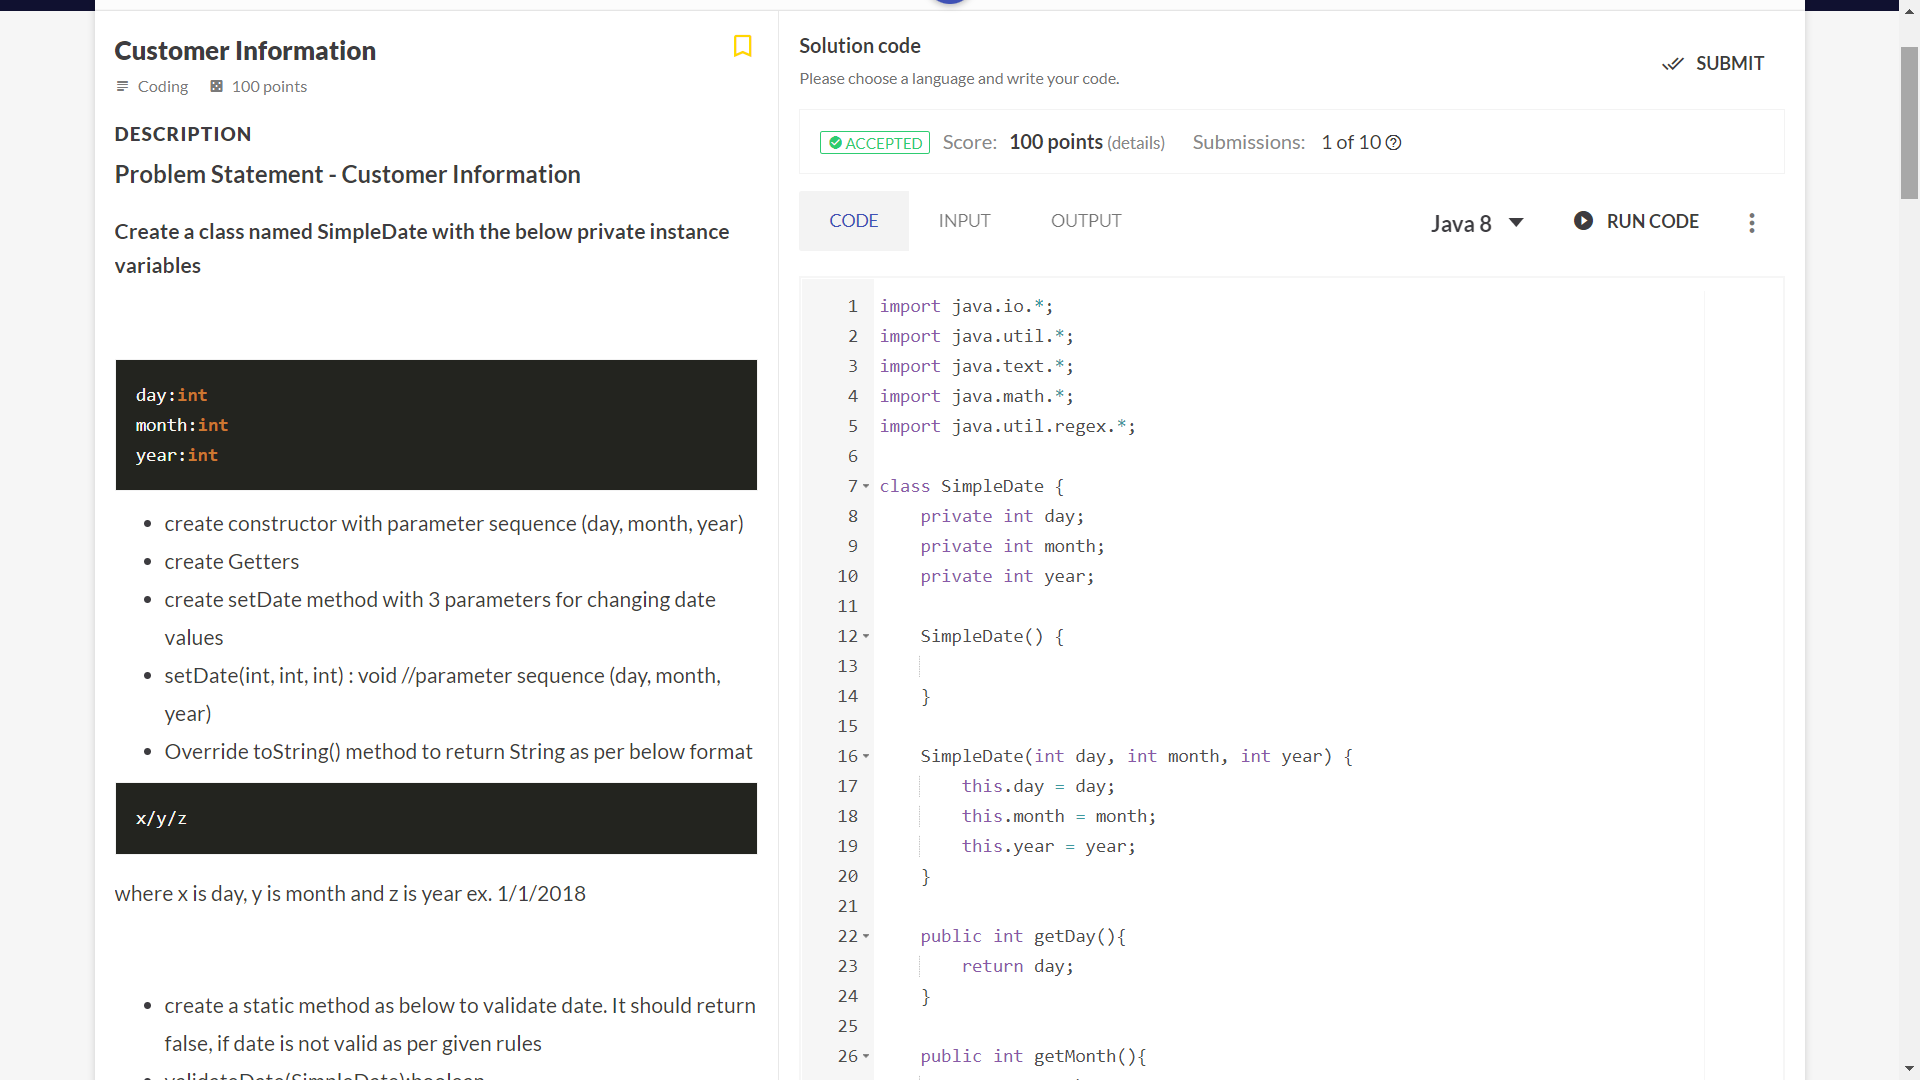 Customer Information
Coding 100 points
DESCRIPTION
Problem Statement - Customer Information
Create a class named SimpleDate with the below private instance
variables
day:int
month:int
year:int
create constructor with parameter sequence (day, month, year)
create Getters
create setDate method with 3 parameters for changing date
values
setDate(int, int, int) : void //parameter sequence (day, month,
year)
Override toString() method to return String as per below format
x/y/z
where x is day, y is month and z is year ex. 1/1/2018
create a static method as below to validate date. It should return
false, if date is not valid as per given rules
validateDate(SimpleDate):boolean
Solution code
Please choose a language and write your code.
SUBMIT
ACCEPTED Score: 100 points (details) Submissions: 1 of 10
CODE INPUT OUTPUT Java 8 RUN CODE
1 import java.io.*;
2 import java.util.*;
3 import java.text.*;
4 import java.math.*;
5 import java.util.regex.*;
6
7 class SimpleDate {
8 private int day;
9 private int month;
10 private int year;
11
12 SimpleDate() {
13
14 }
15
16 SimpleDate(int day, int month, int year) {
17 this.day = day;
18 this.month = month;
19 this.year = year;
20 }
21
22 public int getDay(){
23 return day;
24 }
25
26 public int getMonth(){